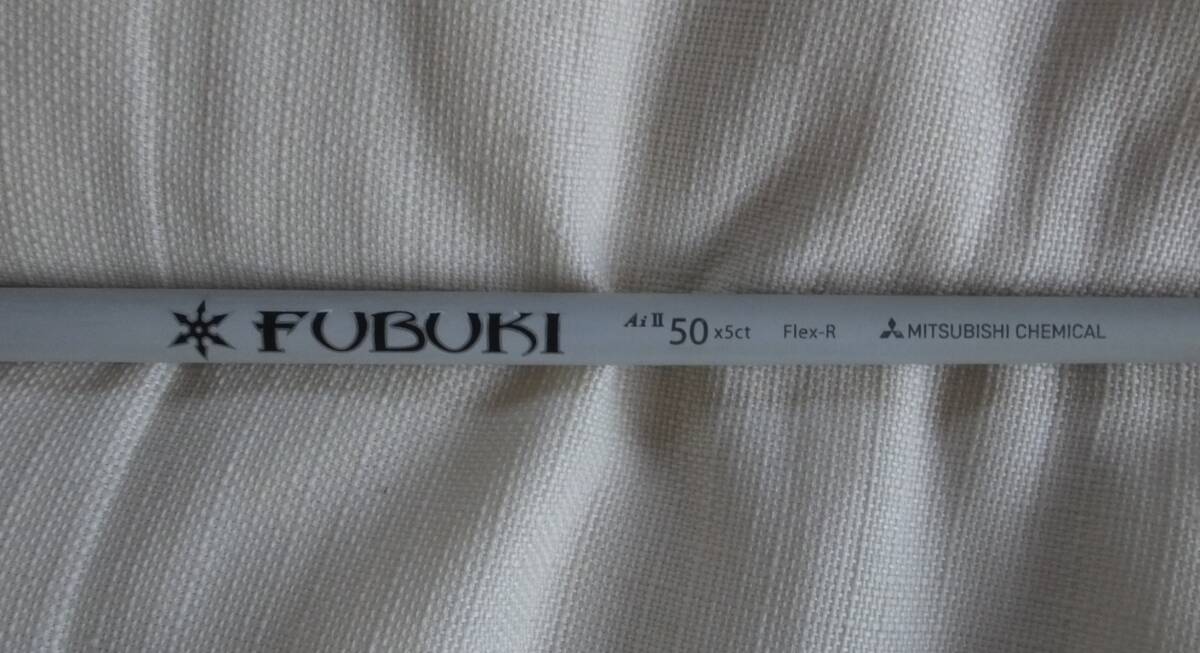 FUBUKI Ai II 50 x5ct Flex-R MITSUBISHI CHEMICAL